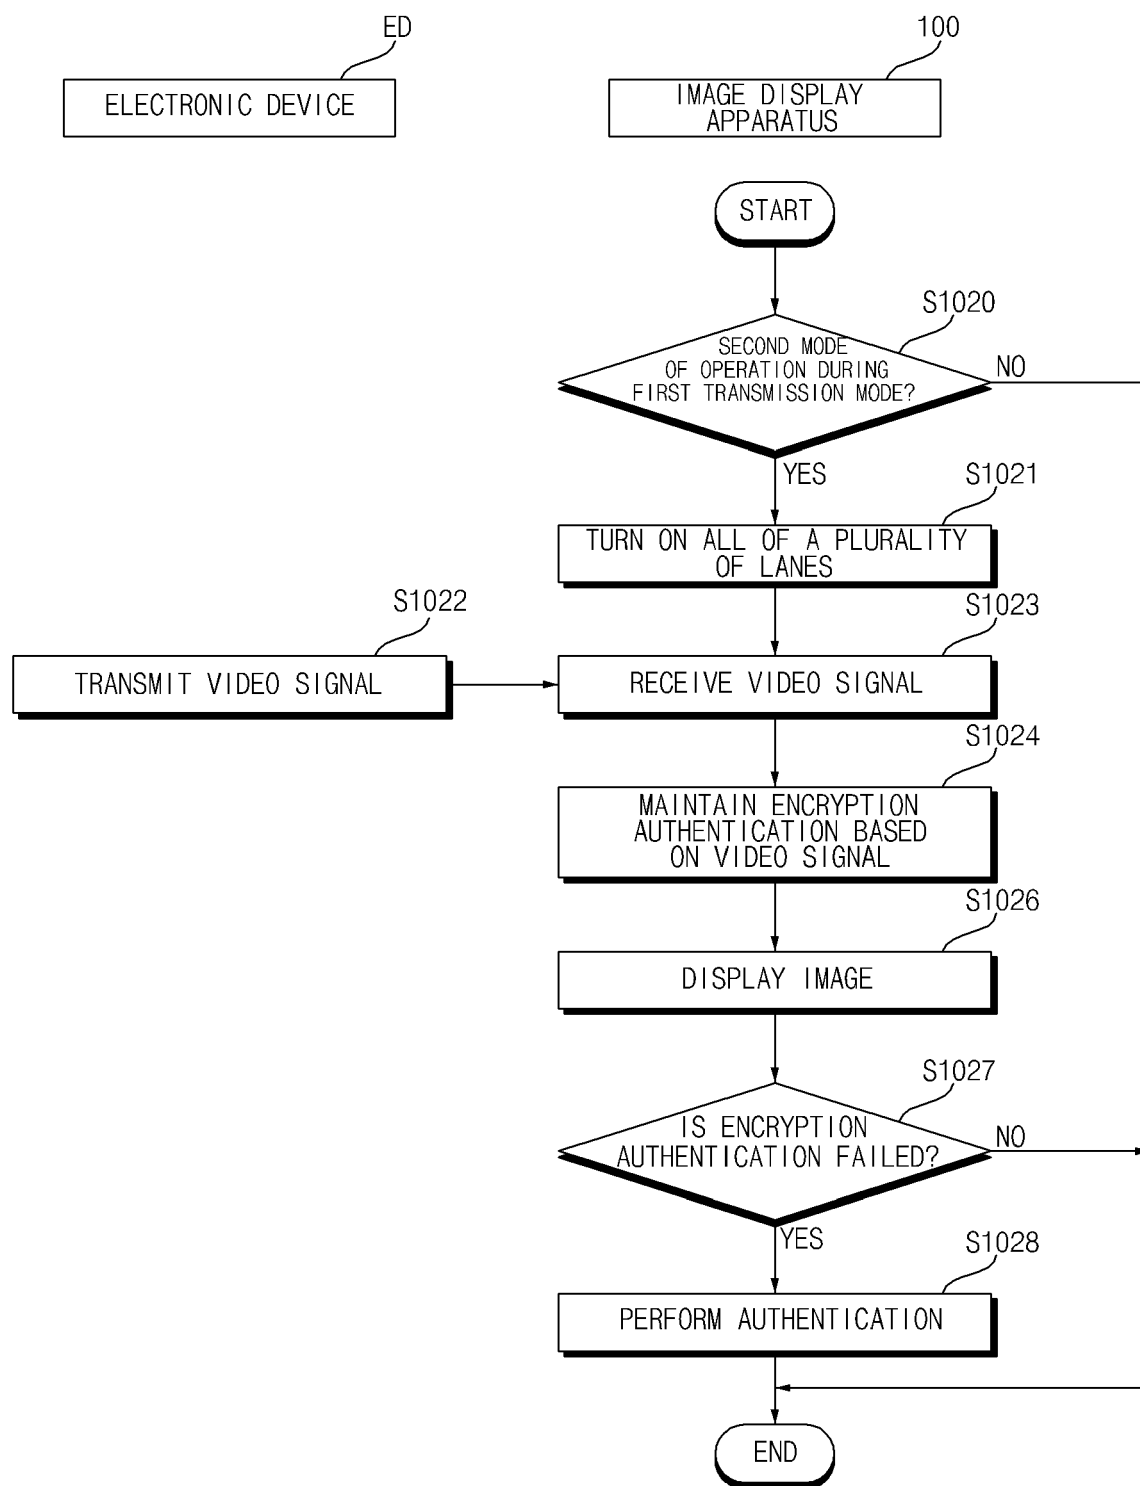 ED
100
ELECTRONIC DEVICE
IMAGE DISPLAY
APPARATUS
START
S1020
SECOND MODE
OF OPERATION DURING
FIRST TRANSMISSION MODE?
NO
YES
S1021
TURN ON ALL OF A PLURALITY
OF LANES
S1022
S1023
TRANSMIT VIDEO SIGNAL
RECEIVE VIDEO SIGNAL
S1024
MAINTAIN ENCRYPTION
AUTHENTICATION BASED
ON VIDEO SIGNAL
S1026
DISPLAY IMAGE
S1027
IS ENCRYPTION
AUTHENTICATION FAILED?
NO
YES
S1028
PERFORM AUTHENTICATION
END